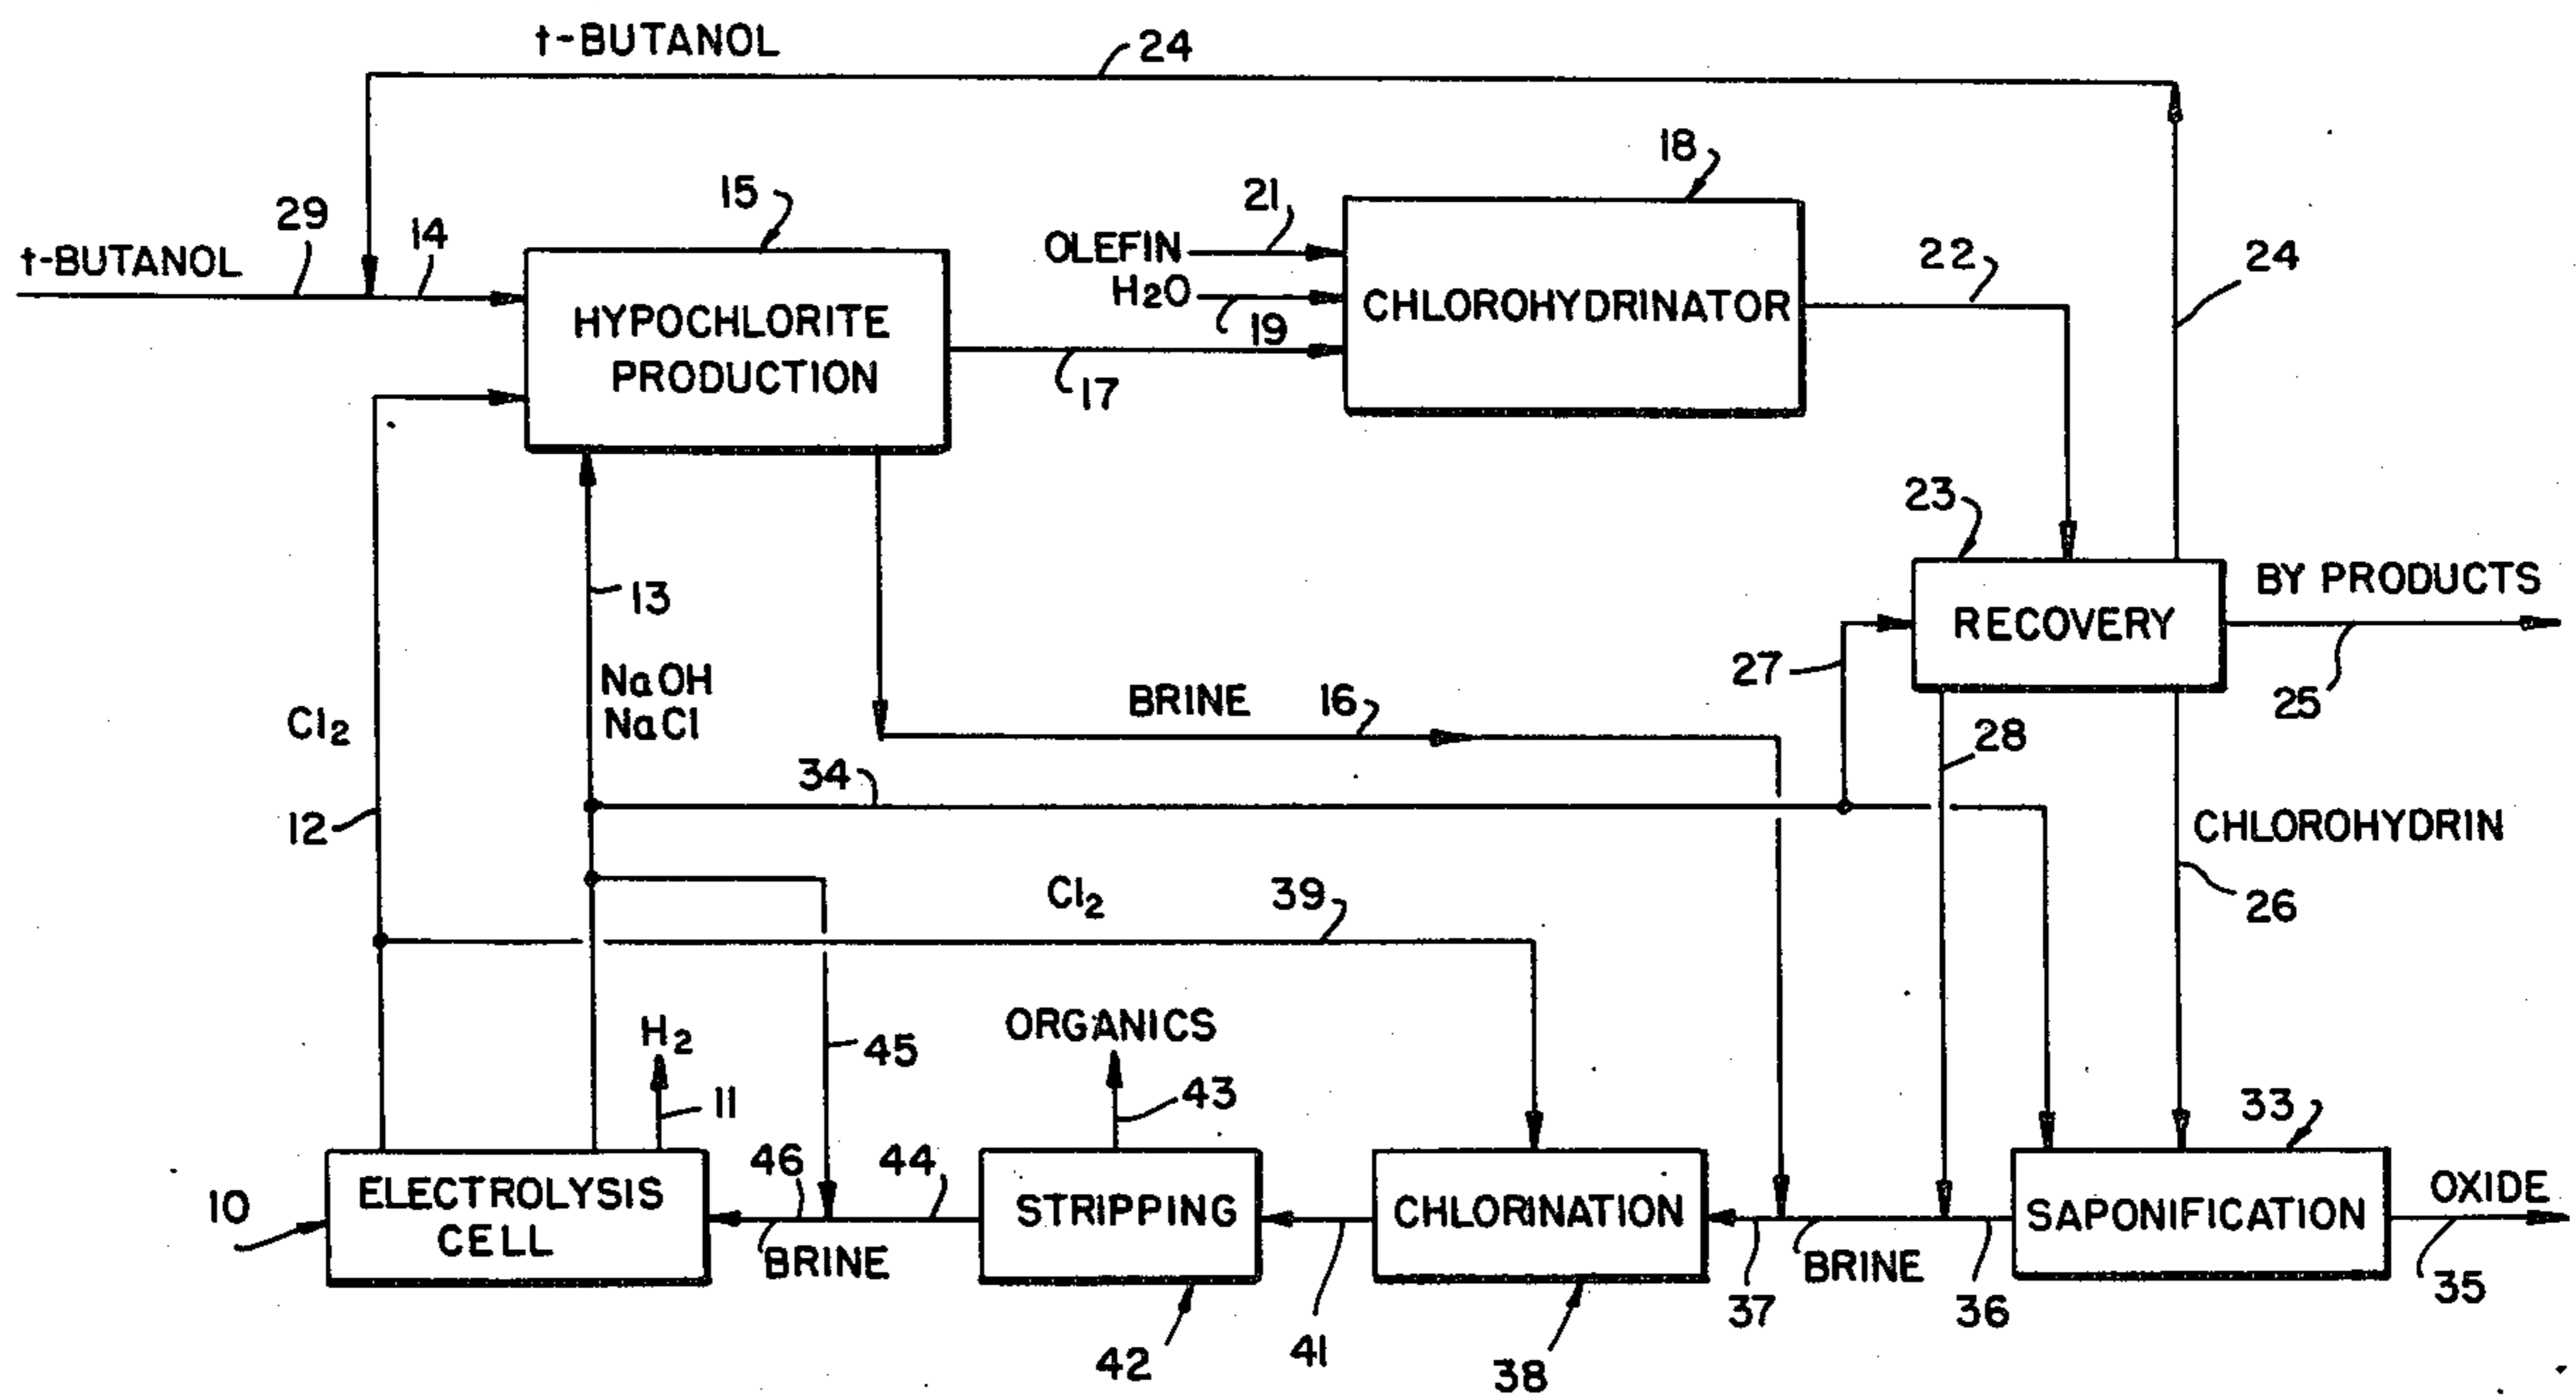 t-BUTANOL
24
18
15
21
29
14
22
24
t-BUTANOL
OLEFIN
H2O
19
CHLOROHYDRINATOR
HYPOCHLORITE
PRODUCTION
17
23
BY PRODUCTS
13
RECOVERY
27
25
NaOH
NaCl
Cl2
BRINE
16
28
34
12
CHLOROHYDRIN
Cl2
39
26
H2
ORGANICS
45
11
43
33
46
44
OXIDE
10
ELECTROLYSIS
CELL
STRIPPING
CHLORINATION
SAPONIFICATION
BRINE
BRINE
37
36
35
42
41
38